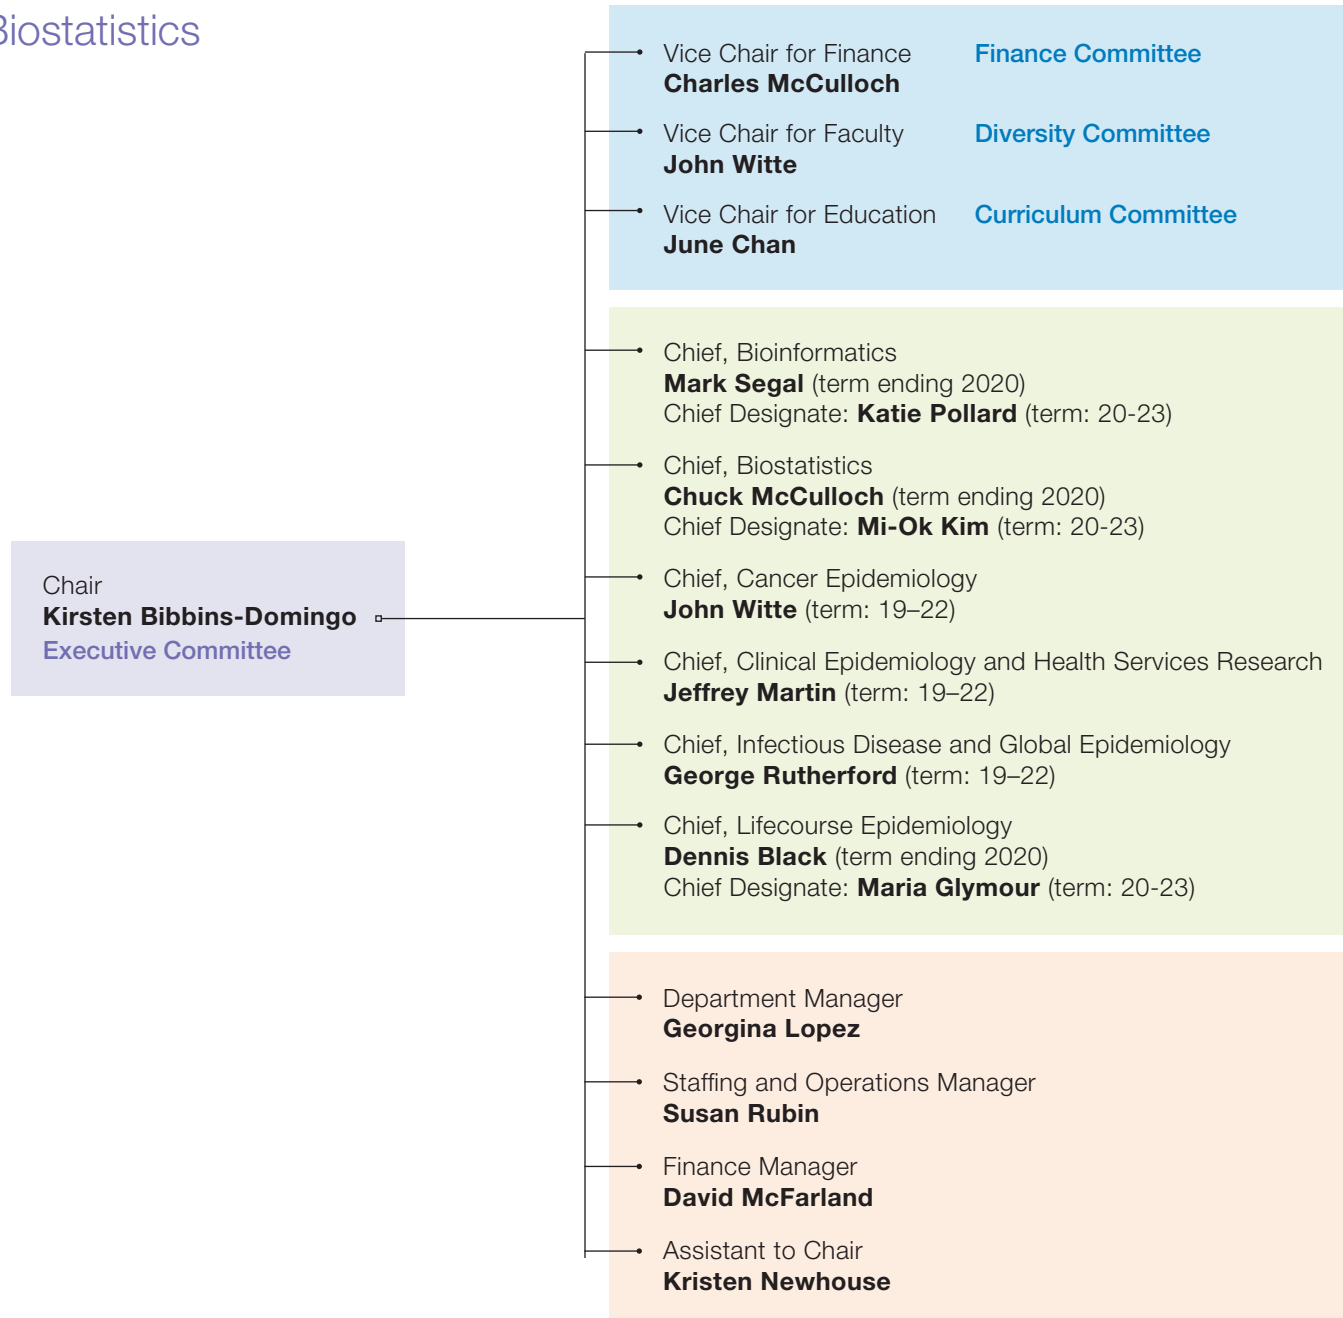 Biostatistics
Vice Chair for Finance Finance Committee
Charles McCulloch
Vice Chair for Faculty Diversity Committee
John Witte
Vice Chair for Education Curriculum Committee
June Chan
Chief, Bioinformatics
Mark Segal (term ending 2020)
Chief Designate: Katie Pollard (term: 20-23)
Chief, Biostatistics
Chuck McCulloch (term ending 2020)
Chief Designate: Mi-Ok Kim (term: 20-23)
Chair
Kirsten Bibbins-Domingo
Executive Committee
Chief, Cancer Epidemiology
John Witte (term: 19–22)
Chief, Clinical Epidemiology and Health Services Research
Jeffrey Martin (term: 19–22)
Chief, Infectious Disease and Global Epidemiology
George Rutherford (term: 19–22)
Chief, Lifecourse Epidemiology
Dennis Black (term ending 2020)
Chief Designate: Maria Glymour (term: 20-23)
Department Manager
Georgina Lopez
Staffing and Operations Manager
Susan Rubin
Finance Manager
David McFarland
Assistant to Chair
Kristen Newhouse